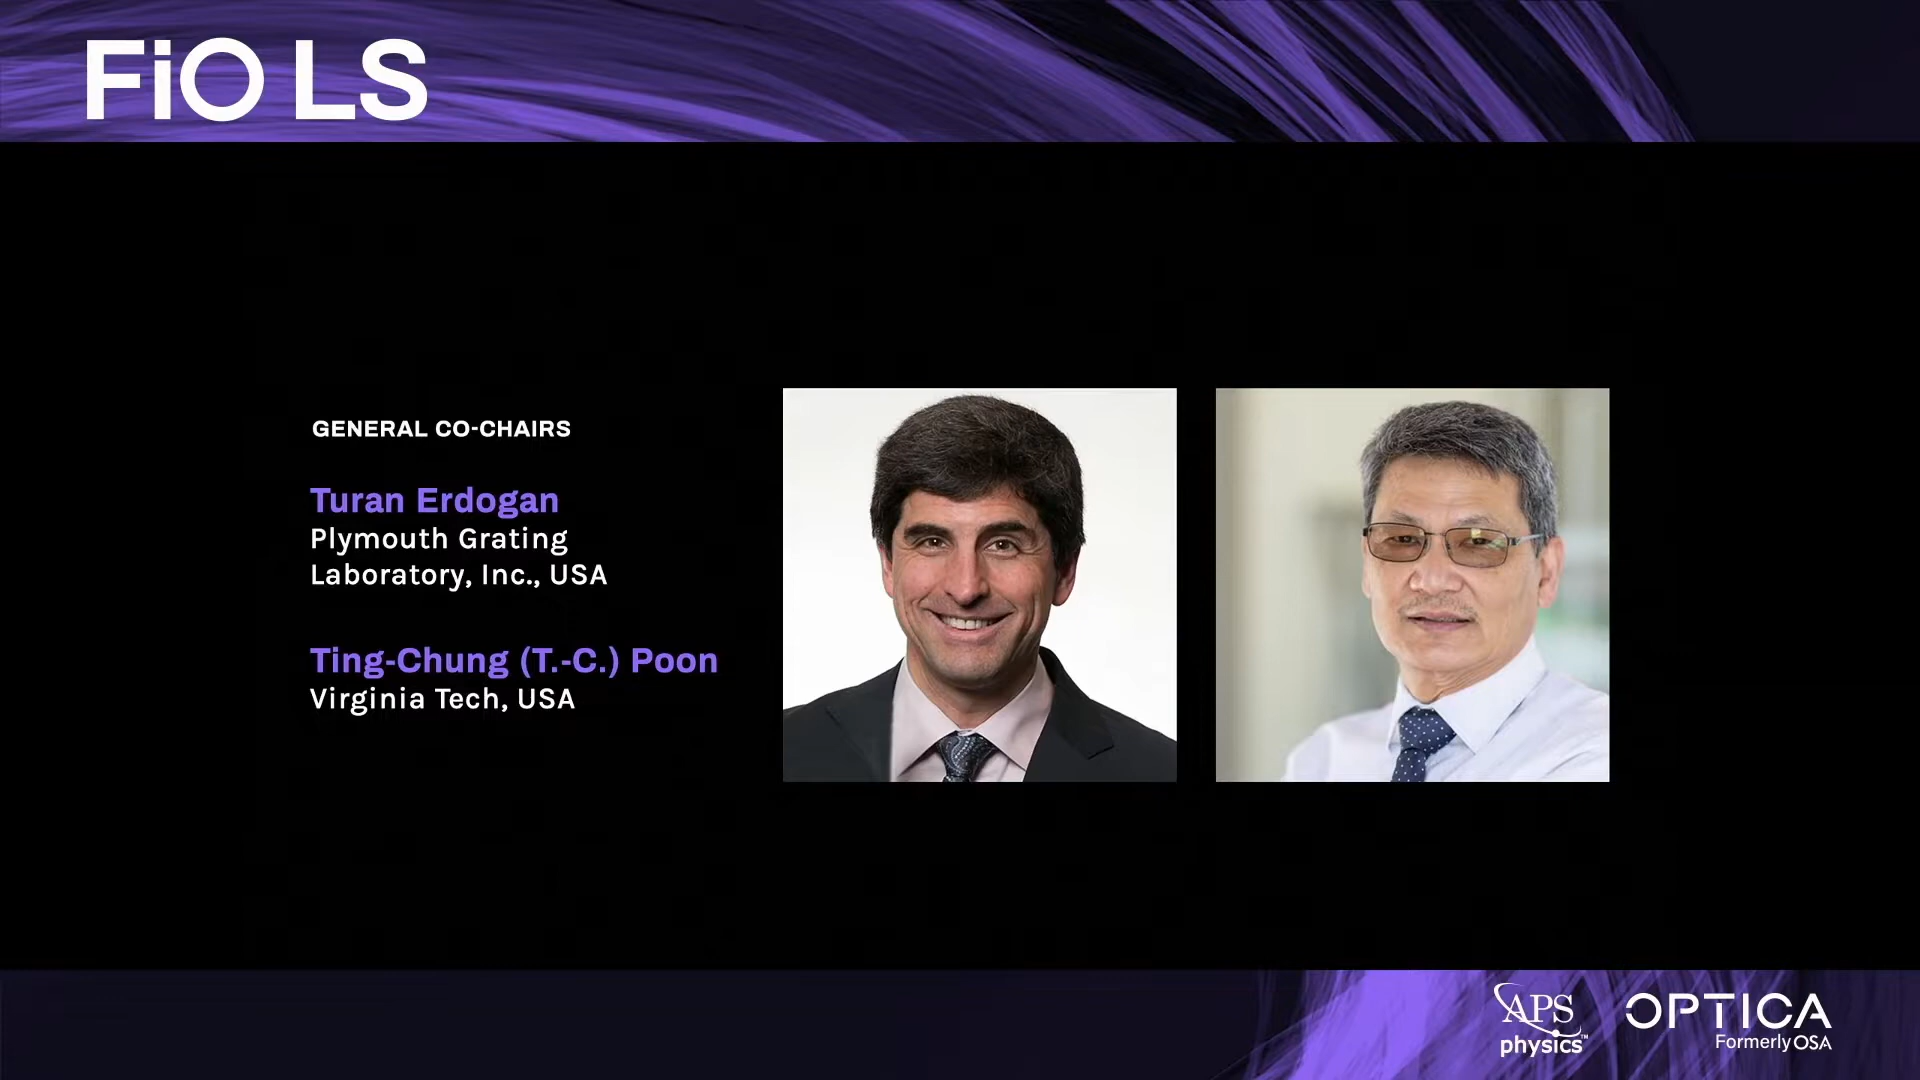 FiO LS
GENERAL CO-CHAIRS
Turan Erdogan
Plymouth Grating
Laboratory, Inc., USA
Ting-Chung (T.-C.) Poon
Virginia Tech, USA
APS
physics™
OPTICA
Formerly OSA